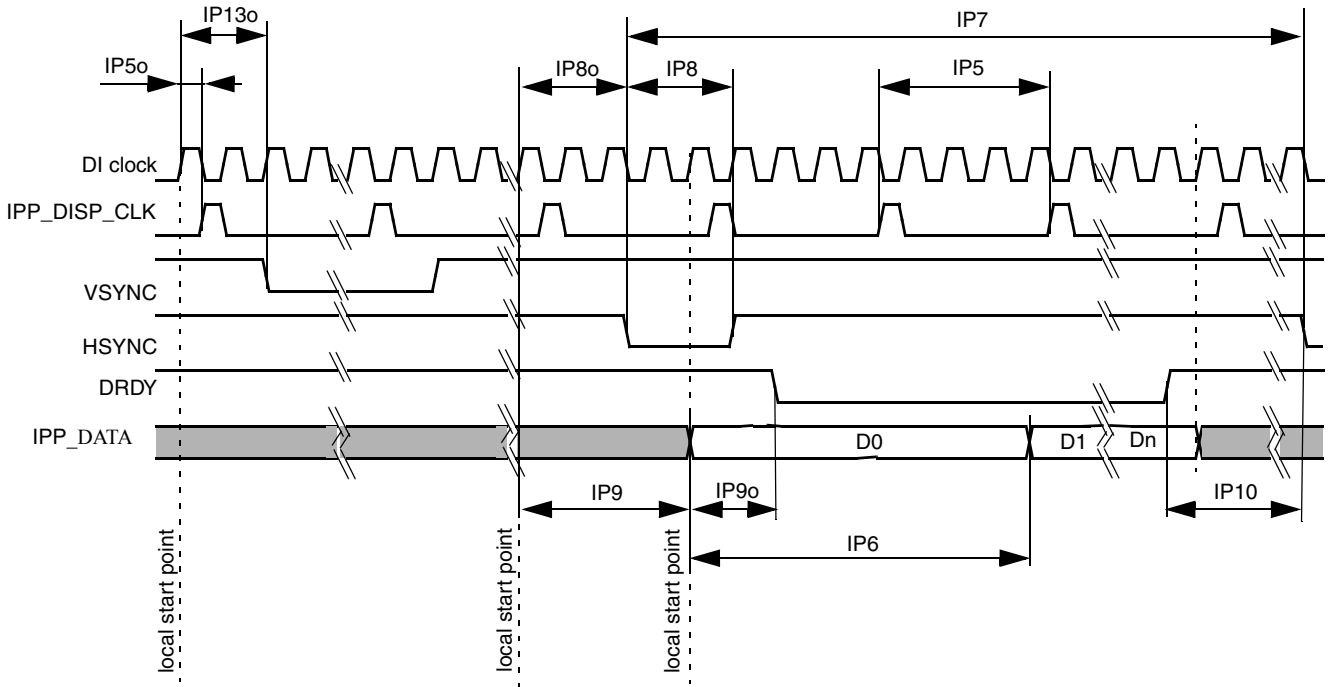 IP13o
IP7
IP5o
IP8o
IP8
IP5
DI clock
IPP_DISP_CLK
VSYNC
HSYNC
DRDY
IPP_DATA
D0
D1
Dn
IP9
IP9o
IP10
IP6
local start point
local start point
local start point